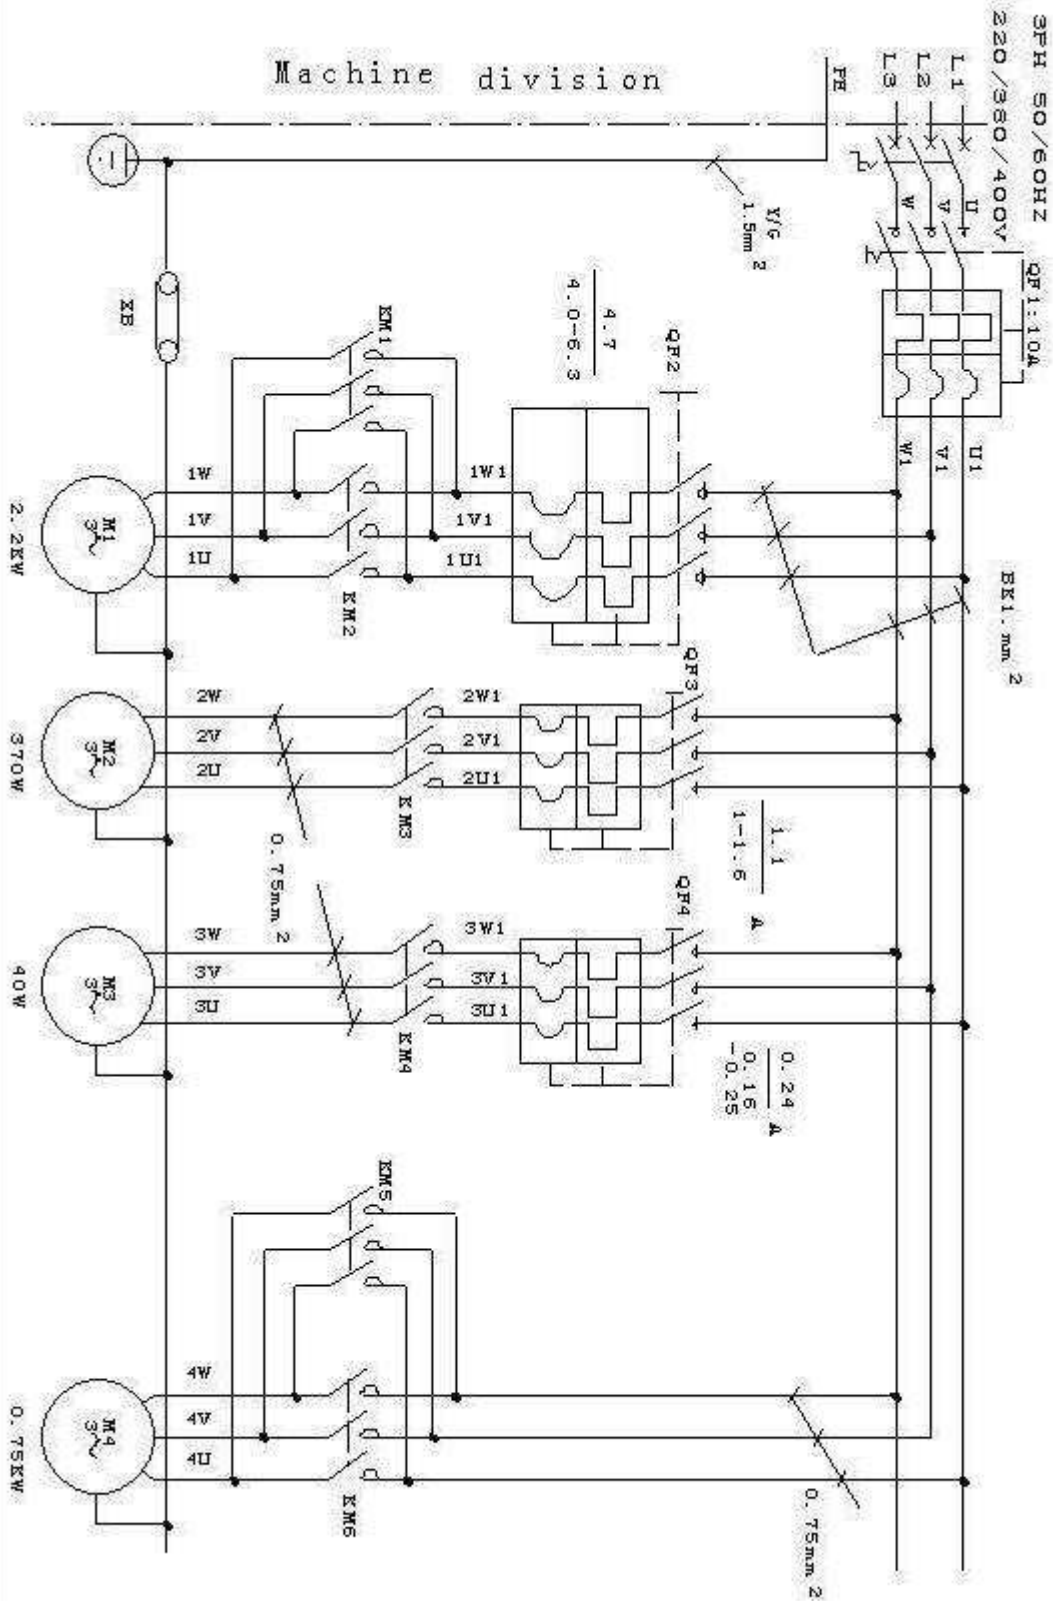 3PH 50/60HZ
220/380/400V
L1
L2
L3
PE
Machine division
U
V
W
QF1:10A
Y/G
1.5mm 2
U1
V1
W1
XB
KM1
4.7
4.0-6.3
QF2
BK1. mm 2
1W
1V
1U
1W1
1V1
1U1
KM2
M1
3~
2.2KW
QF3
2W
2V
2U
2W1
2V1
2U1
KM3
M2
3~
370W
1.1
1-1.6 A
0.75mm 2
QF4
3W
3V
3U
3W1
3V1
3U1
KM4
M3
3~
40W
0.24
0.16 A
-0.25
KM5
4W
4V
4U
KM6
M4
3~
0.75KW
0.75mm 2